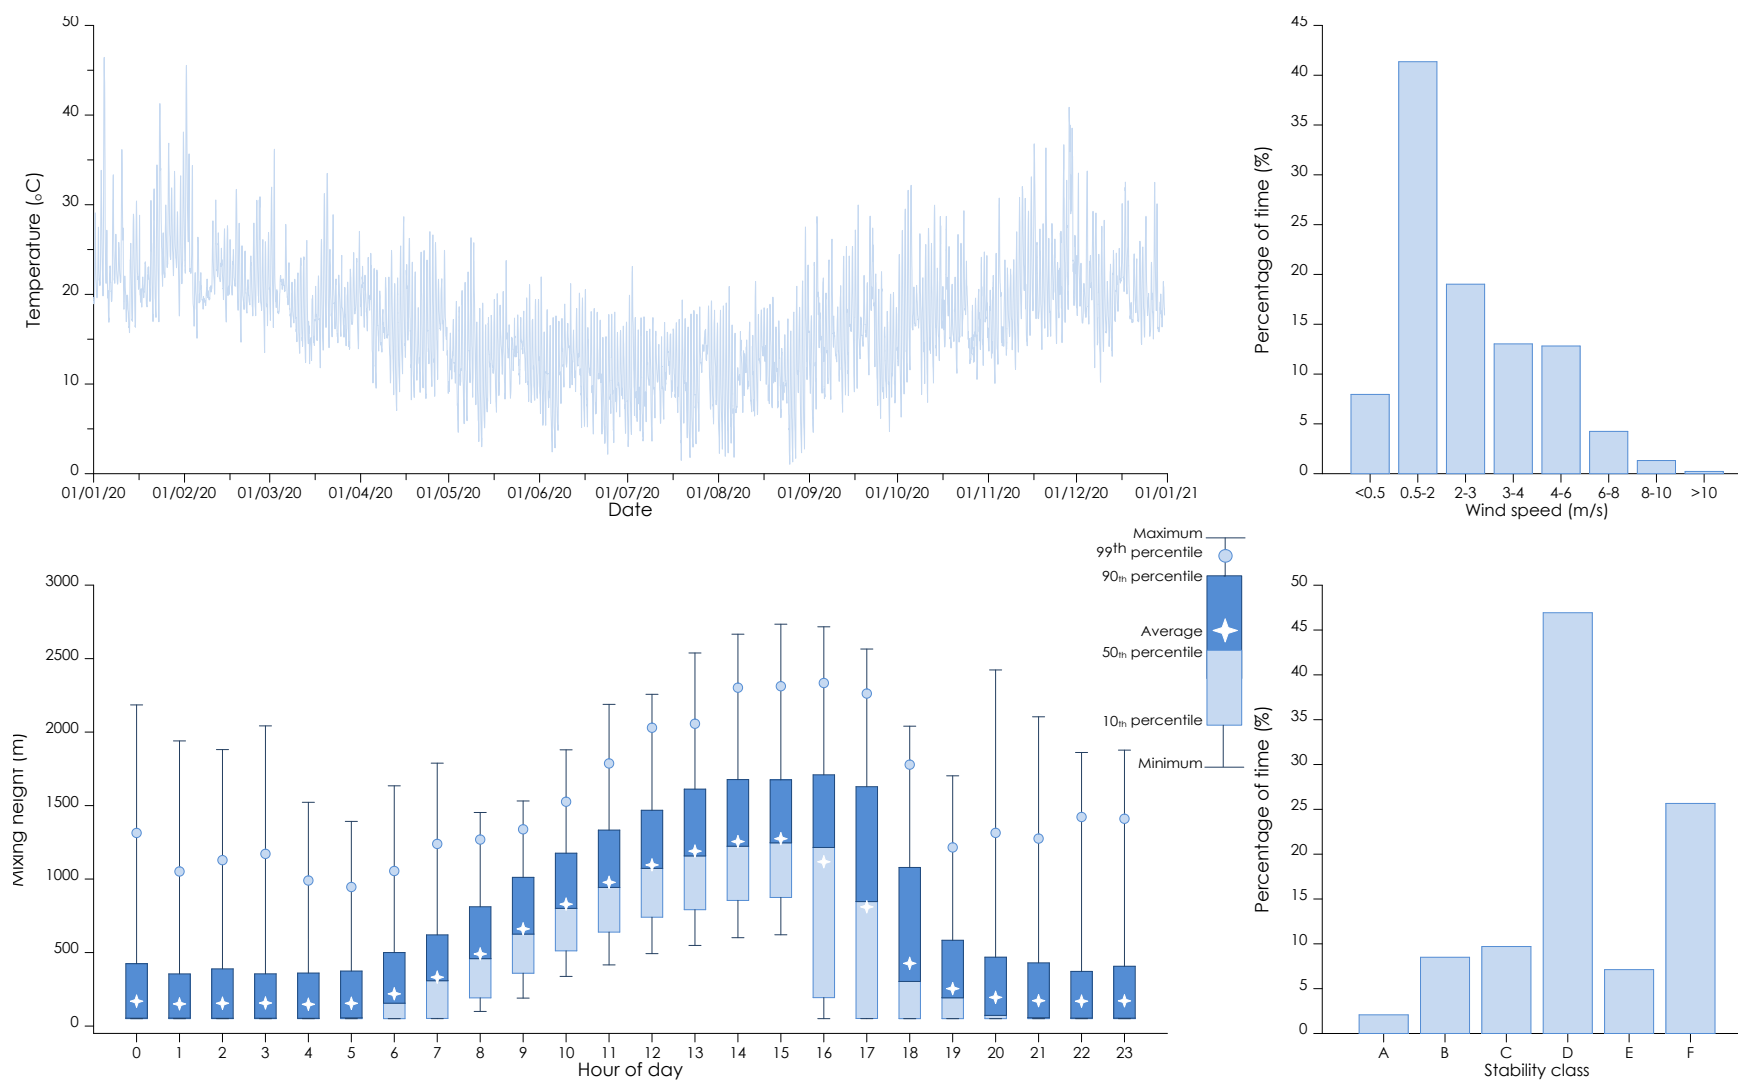 50
40
30
20
10
0
Temperature (oC)
01/01/20 01/02/20 01/03/20 01/04/20 01/05/20 01/06/20 01/07/20 01/08/20 01/09/20 01/10/20 01/11/20 01/12/20 01/01/21
Date
45
40
35
30
25
20
15
10
5
0
Percentage of time (%)
<0.5 0.5-2 2-3 3-4 4-6 6-8 8-10 >10
Wind speed (m/s)
Maximum
99th percentile
90th percentile
Average
50th percentile
10th percentile
Minimum
3000
2500
2000
1500
1000
500
0
Mixing height (m)
0 1 2 3 4 5 6 7 8 9 10 11 12 13 14 15 16 17 18 19 20 21 22 23
Hour of day
50
45
40
35
30
25
20
15
10
5
0
Percentage of time (%)
A B C D E F
Stability class